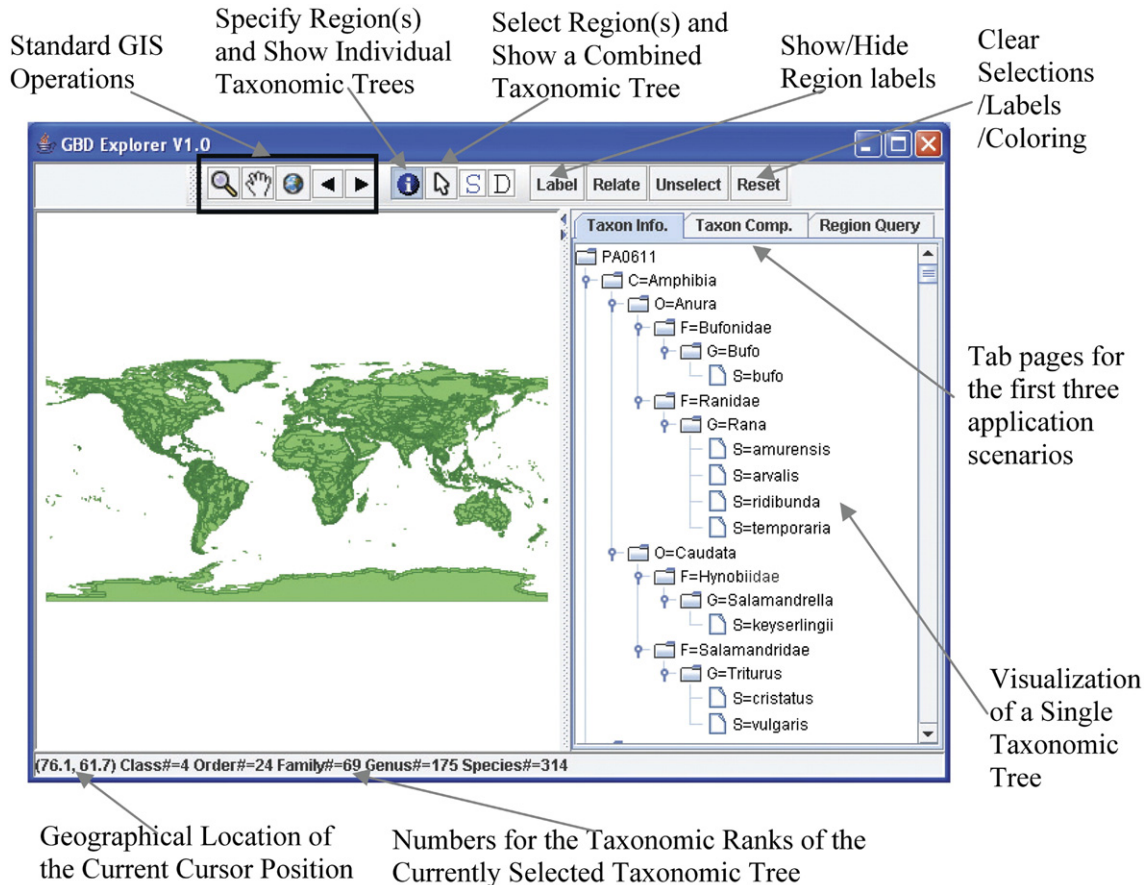 Standard GIS
Operations
Specify Region(s)
and Show Individual
Taxonomic Trees
Select Region(s) and
Show a Combined
Taxonomic Tree
Show/Hide
Region labels
Clear
Selections
/Labels
/Coloring
GBD Explorer V1.0
S D Label Relate Unselect Reset
Taxon Info. Taxon Comp. Region Query
PA0611
C=Amphibia
O=Anura
F=Bufonidae
G=Bufo
S=bufo
F=Ranidae
G=Rana
S=amurensis
S=arvalis
S=ridibunda
S=temporaria
O=Caudata
F=Hynobiidae
G=Salamandrella
S=keyserlingii
F=Salamandridae
G=Triturus
S=cristatus
S=vulgaris
Tab pages for
the first three
application
scenarios
Visualization
of a Single
Taxonomic
Tree
(76.1, 61.7) Class#=4 Order#=24 Family#=69 Genus#=175 Species#=314
Geographical Location of
the Current Cursor Position
Numbers for the Taxonomic Ranks of the
Currently Selected Taxonomic Tree